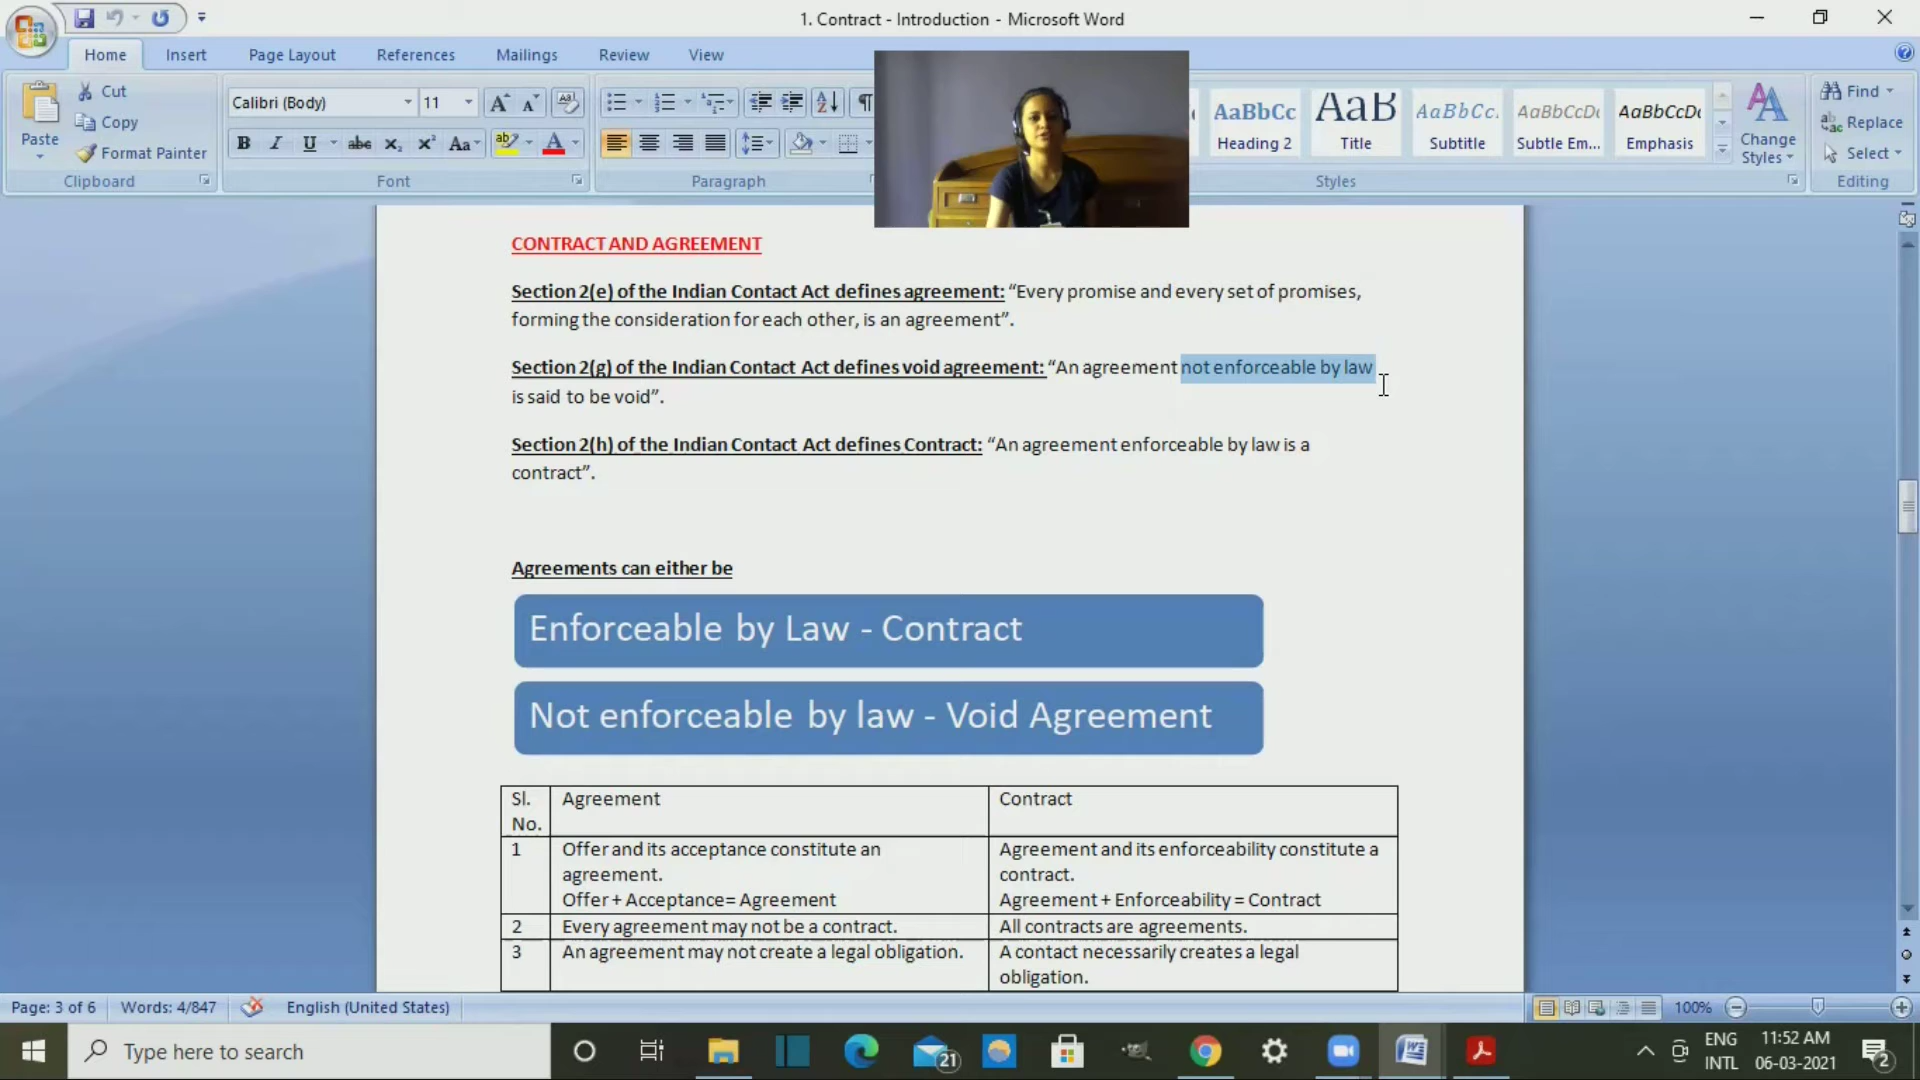 1. Contract - Introduction - Microsoft Word
Home Insert Page Layout References Mailings Review View
Paste
Cut
Copy
Format Painter
Clipboard
Calibri (Body) 11
B I U abc X₂ X² Aa
Font
Paragraph
AaBbCc AaB AaBbCc. AaBbCcDc AaBbCcDc
Heading 2 Title Subtitle Subtle Em... Emphasis
Change
Styles
Styles
Find
Replace
Select
Editing
CONTRACT AND AGREEMENT
Section 2(e) of the Indian Contact Act defines agreement: “Every promise and every set of promises,
forming the consideration for each other, is an agreement”.
Section 2(g) of the Indian Contact Act defines void agreement: “An agreement not enforceable by law
is said to be void”.
Section 2(h) of the Indian Contact Act defines Contract: “An agreement enforceable by law is a
contract”.
Agreements can either be
Enforceable by Law - Contract
Not enforceable by law - Void Agreement
Sl.
No.
Agreement
Contract
1
Offer and its acceptance constitute an
agreement.
Offer + Acceptance= Agreement
Agreement and its enforceability constitute a
contract.
Agreement + Enforceability = Contract
2
Every agreement may not be a contract.
All contracts are agreements.
3
An agreement may not create a legal obligation.
A contact necessarily creates a legal
obligation.
Page: 3 of 6 Words: 4/847 English (United States) 100%
Type here to search
21
ENG
INTL
11:52 AM
06-03-2021
2